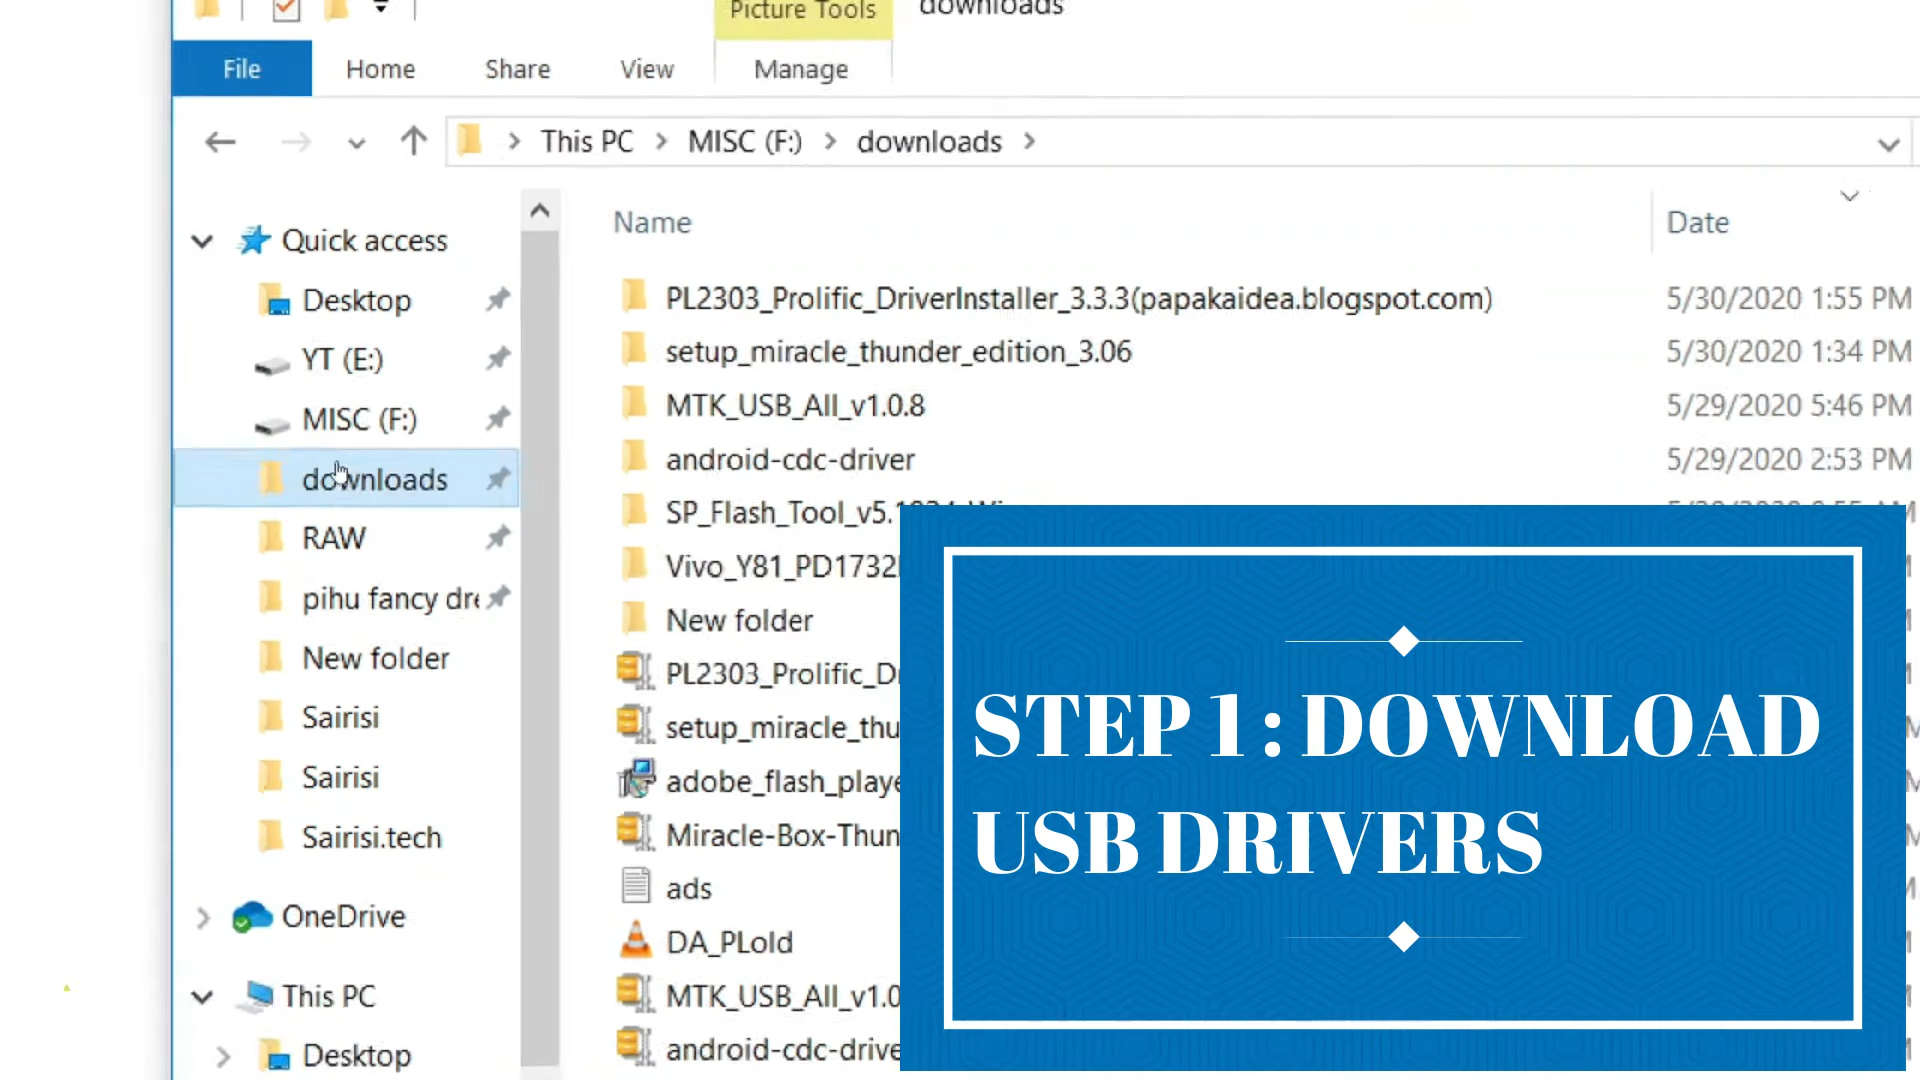 Picture Tools
downloads
File
Home
Share
View
Manage
This PC
MISC (F:)
downloads
Name
Date
Quick access
Desktop
YT (E:)
MISC (F:)
downloads
RAW
pihu fancy dre
New folder
Sairisi
Sairisi
Sairisi.tech
OneDrive
This PC
Desktop
PL2303_Prolific_DriverInstaller_3.3.3(papakaidea.blogspot.com) 5/30/2020 1:55 PM
setup_miracle_thunder_edition_3.06 5/30/2020 1:34 PM
MTK_USB_All_v1.0.8 5/29/2020 5:46 PM
android-cdc-driver 5/29/2020 2:53 PM
SP_Flash_Tool_v5.
Vivo_Y81_PD1732
New folder
PL2303_Prolific_D
setup_miracle_thu
adobe_flash_playe
Miracle-Box-Thun
ads
DA_PLold
MTK_USB_All_v1.0
android-cdc-drive
STEP 1 : DOWNLOAD
USB DRIVERS